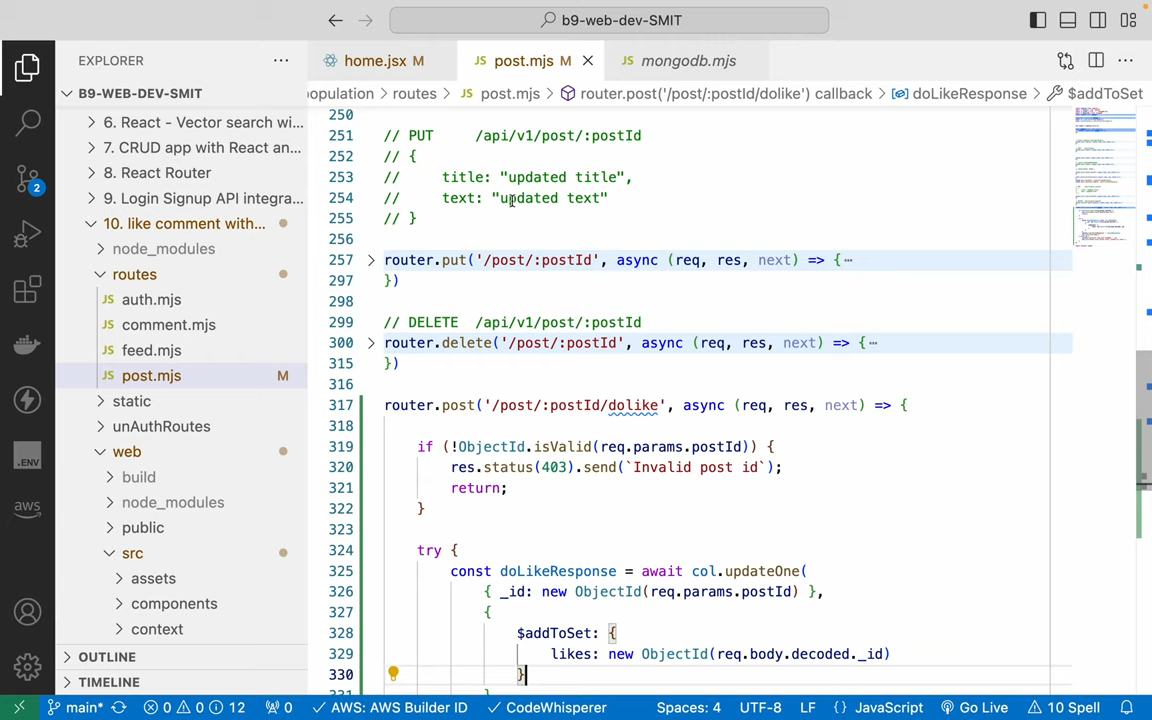 b9-web-dev-SMIT
EXPLORER
home.jsx M
JS post.mjs M
JS mongodb.mjs
B9-WEB-DEV-SMIT
opulation > routes > JS post.mjs > router.post('/post/:postId/dolike') callback > doLikeResponse > $addToSet
6. React - Vector search wi...
7. CRUD app with React an...
8. React Router
9. Login Signup API integra...
10. like comment with...
node_modules
routes
JS auth.mjs
JS comment.mjs
JS feed.mjs
JS post.mjs M
static
unAuthRoutes
web
build
node_modules
public
src
assets
components
context
OUTLINE
TIMELINE
2
.ENV
aws
250
251 // PUT /api/v1/post/:postId
252 // {
253 // title: "updated title",
254 // text: "updated text"
255 // }
256
257 router.put('/post/:postId', async (req, res, next) => {⋯
297 })
298
299 // DELETE /api/v1/post/:postId
300 router.delete('/post/:postId', async (req, res, next) => {⋯
315 })
316
317 router.post('/post/:postId/dolike', async (req, res, next) => {
318
319 if (!ObjectId.isValid(req.params.postId)) {
320 res.status(403).send(`Invalid post id`);
321 return;
322 }
323
324 try {
325 const doLikeResponse = await col.updateOne(
326 { _id: new ObjectId(req.params.postId) },
327 {
328 $addToSet: {
329 likes: new ObjectId(req.body.decoded._id)
330 }
331 }
main* 0 0 12 0 AWS: AWS Builder ID CodeWhisperer Spaces: 4 UTF-8 LF {} JavaScript Go Live 10 Spell